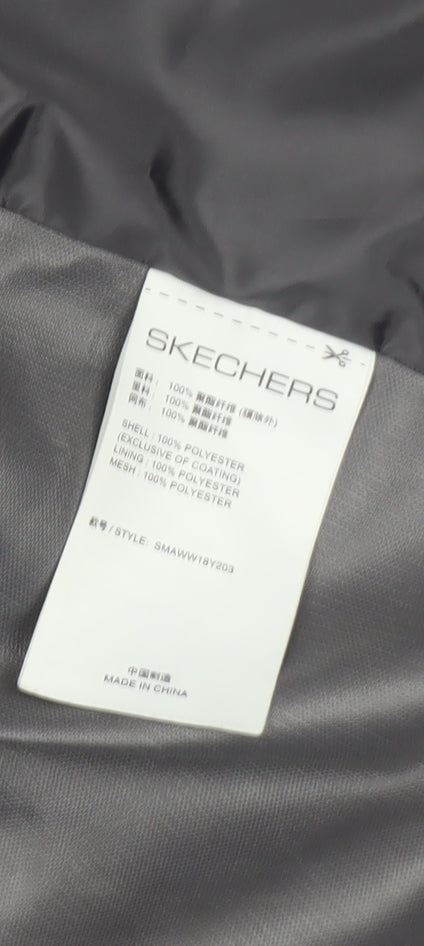 SKECHERS
面料： 100% 聚酯纤维 (镀层除外)
里料： 100% 聚酯纤维
网布： 100% 聚酯纤维
SHELL : 100% POLYESTER
(EXCLUSIVE OF COATING)
LINING : 100% POLYESTER
MESH : 100% POLYESTER
款号 / STYLE: SMAWW18Y203
中国制造
MADE IN CHINA